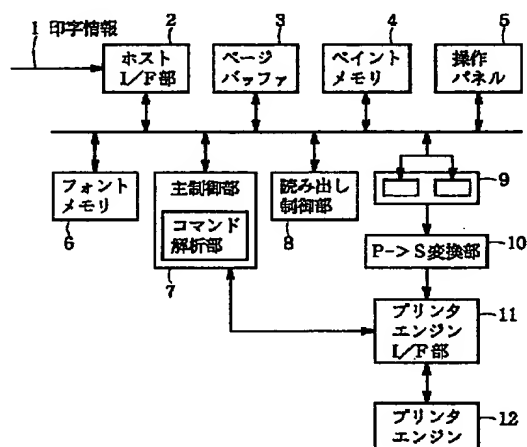 1 印字情報
2
ホスト
I/F部
3
ページ
バッファ
4
ペイント
メモリ
5
操作
パネル
フォント
メモリ
6
主制御部
コマンド
解析部
7
読み出し
制御部
8
9
P->S変換部
10
プリンタ
エンジン
I/F部
11
プリンタ
エンジン
12